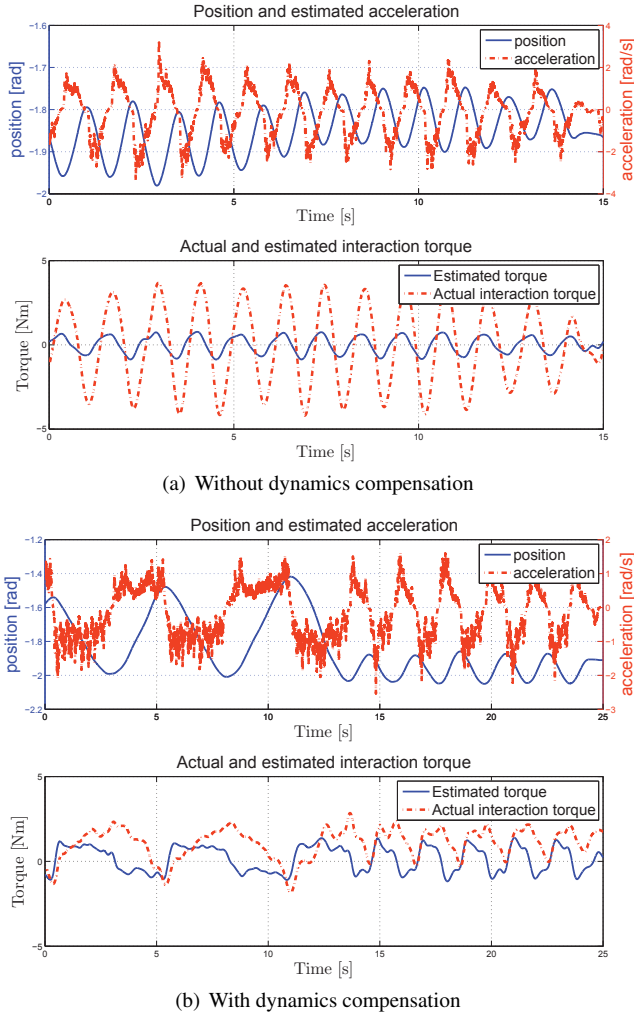 Position and estimated acceleration
−1.6
−1.7
−1.8
−1.9
−2
position [rad]
4
2
0
−2
−4
acceleration [rad/s]
position
acceleration
0
5
10
15
Time [s]
Actual and estimated interaction torque
5
0
−5
Torque [Nm]
Estimated torque
Actual interaction torque
0
5
10
15
Time [s]
(a) Without dynamics compensation
Position and estimated acceleration
−1.2
−1.4
−1.6
−1.8
−2
−2.2
position [rad]
2
1
0
−1
−2
−3
acceleration [rad/s]
position
acceleration
0
5
10
15
20
25
Time [s]
Actual and estimated interaction torque
5
0
−5
Torque [Nm]
Estimated torque
Actual interaction torque
0
5
10
15
20
25
Time [s]
(b) With dynamics compensation